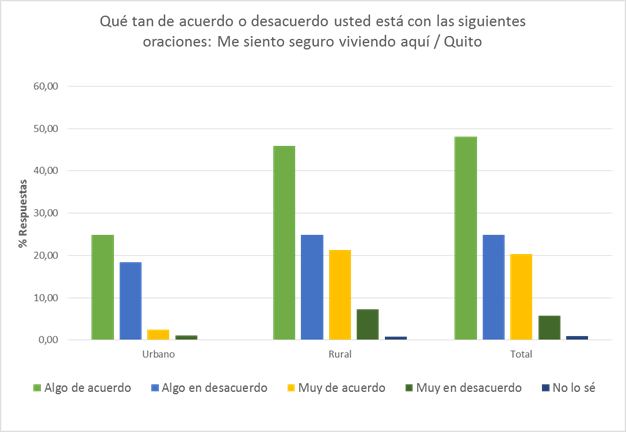 Qué tan de acuerdo o desacuerdo usted está con las siguientes
oraciones: Me siento seguro viviendo aquí / Quito
60,00
50,00
40,00
30,00
20,00
10,00
0,00
% Respuestas
Urbano Rural Total
Algo de acuerdo Algo en desacuerdo Muy de acuerdo Muy en desacuerdo No lo sé